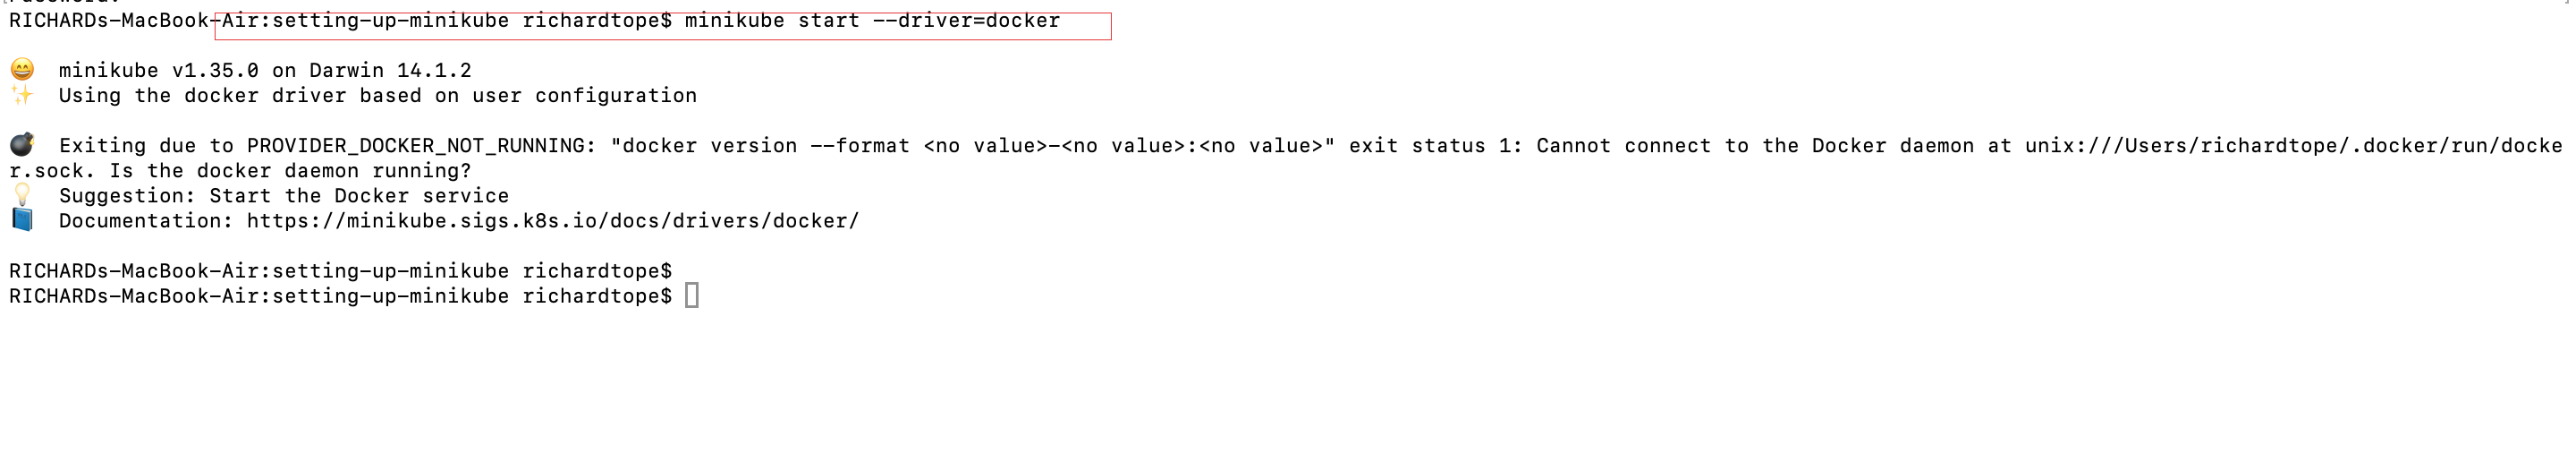 RICHARDs-MacBook-Air:setting-up-minikube richardtope$ minikube start --driver=docker
😄  minikube v1.35.0 on Darwin 14.1.2
✨  Using the docker driver based on user configuration
💣  Exiting due to PROVIDER_DOCKER_NOT_RUNNING: "docker version --format <no value>-<no value>:<no value>" exit status 1: Cannot connect to the Docker daemon at unix:///Users/richardtope/.docker/run/docke
r.sock. Is the docker daemon running?
💡  Suggestion: Start the Docker service
📘  Documentation: https://minikube.sigs.k8s.io/docs/drivers/docker/
RICHARDs-MacBook-Air:setting-up-minikube richardtope$
RICHARDs-MacBook-Air:setting-up-minikube richardtope$